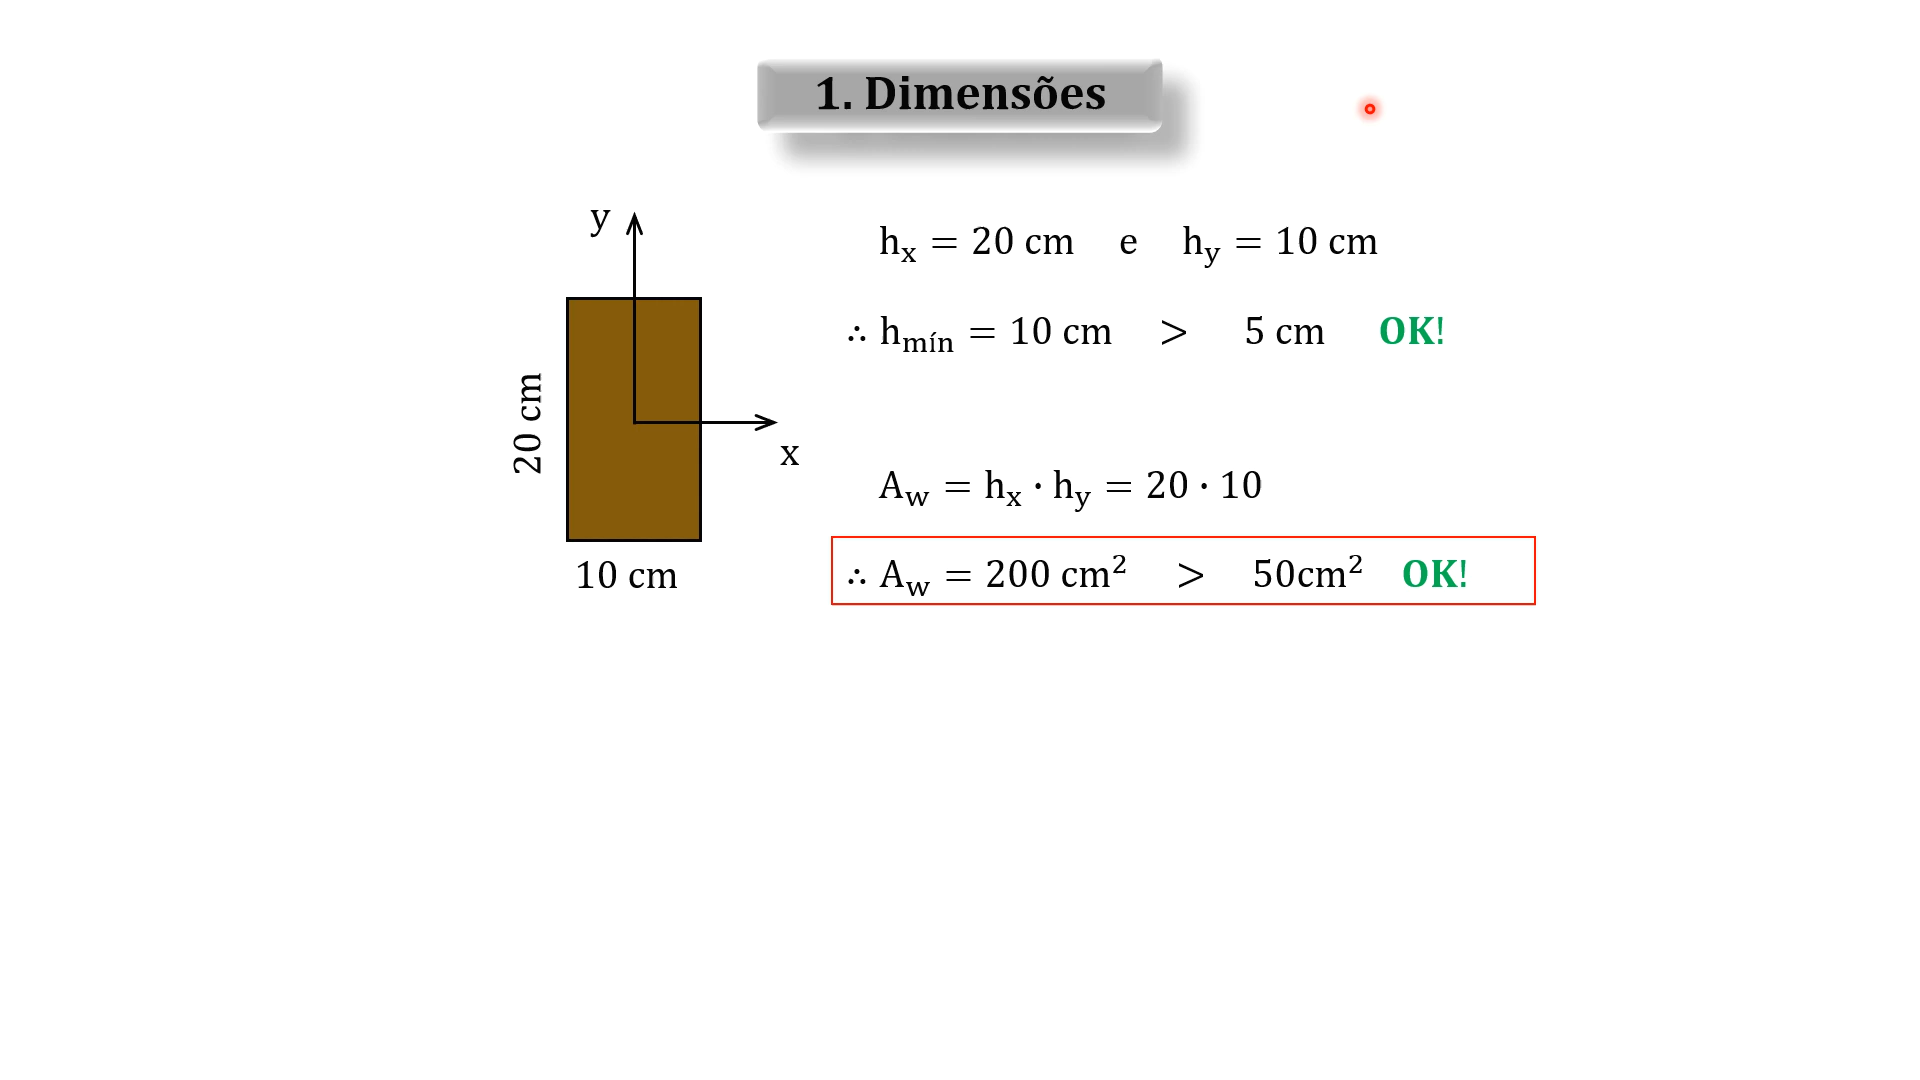 1. Dimensões
y
hₓ = 20 cm e h_y = 10 cm
∴ h_mín = 10 cm > 5 cm OK!
20 cm
x
A_w = hₓ · h_y = 20 · 10
∴ A_w = 200 cm² > 50cm² OK!
10 cm